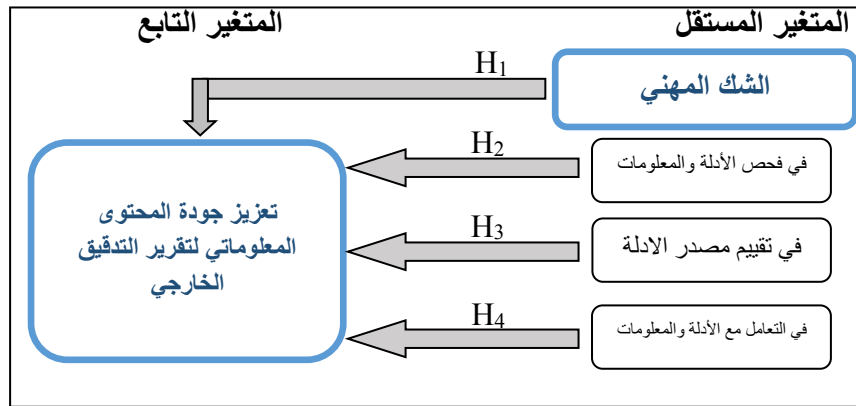 المتغير المستقل
المتغير التابع
الشك المهني
H1
في فحص الأدلة والمعلومات
H2
في تقييم مصدر الادلة
H3
في التعامل مع الأدلة والمعلومات
H4
تعزيز جودة المحتوى
المعلوماتي لتقرير التدقيق
الخارجي